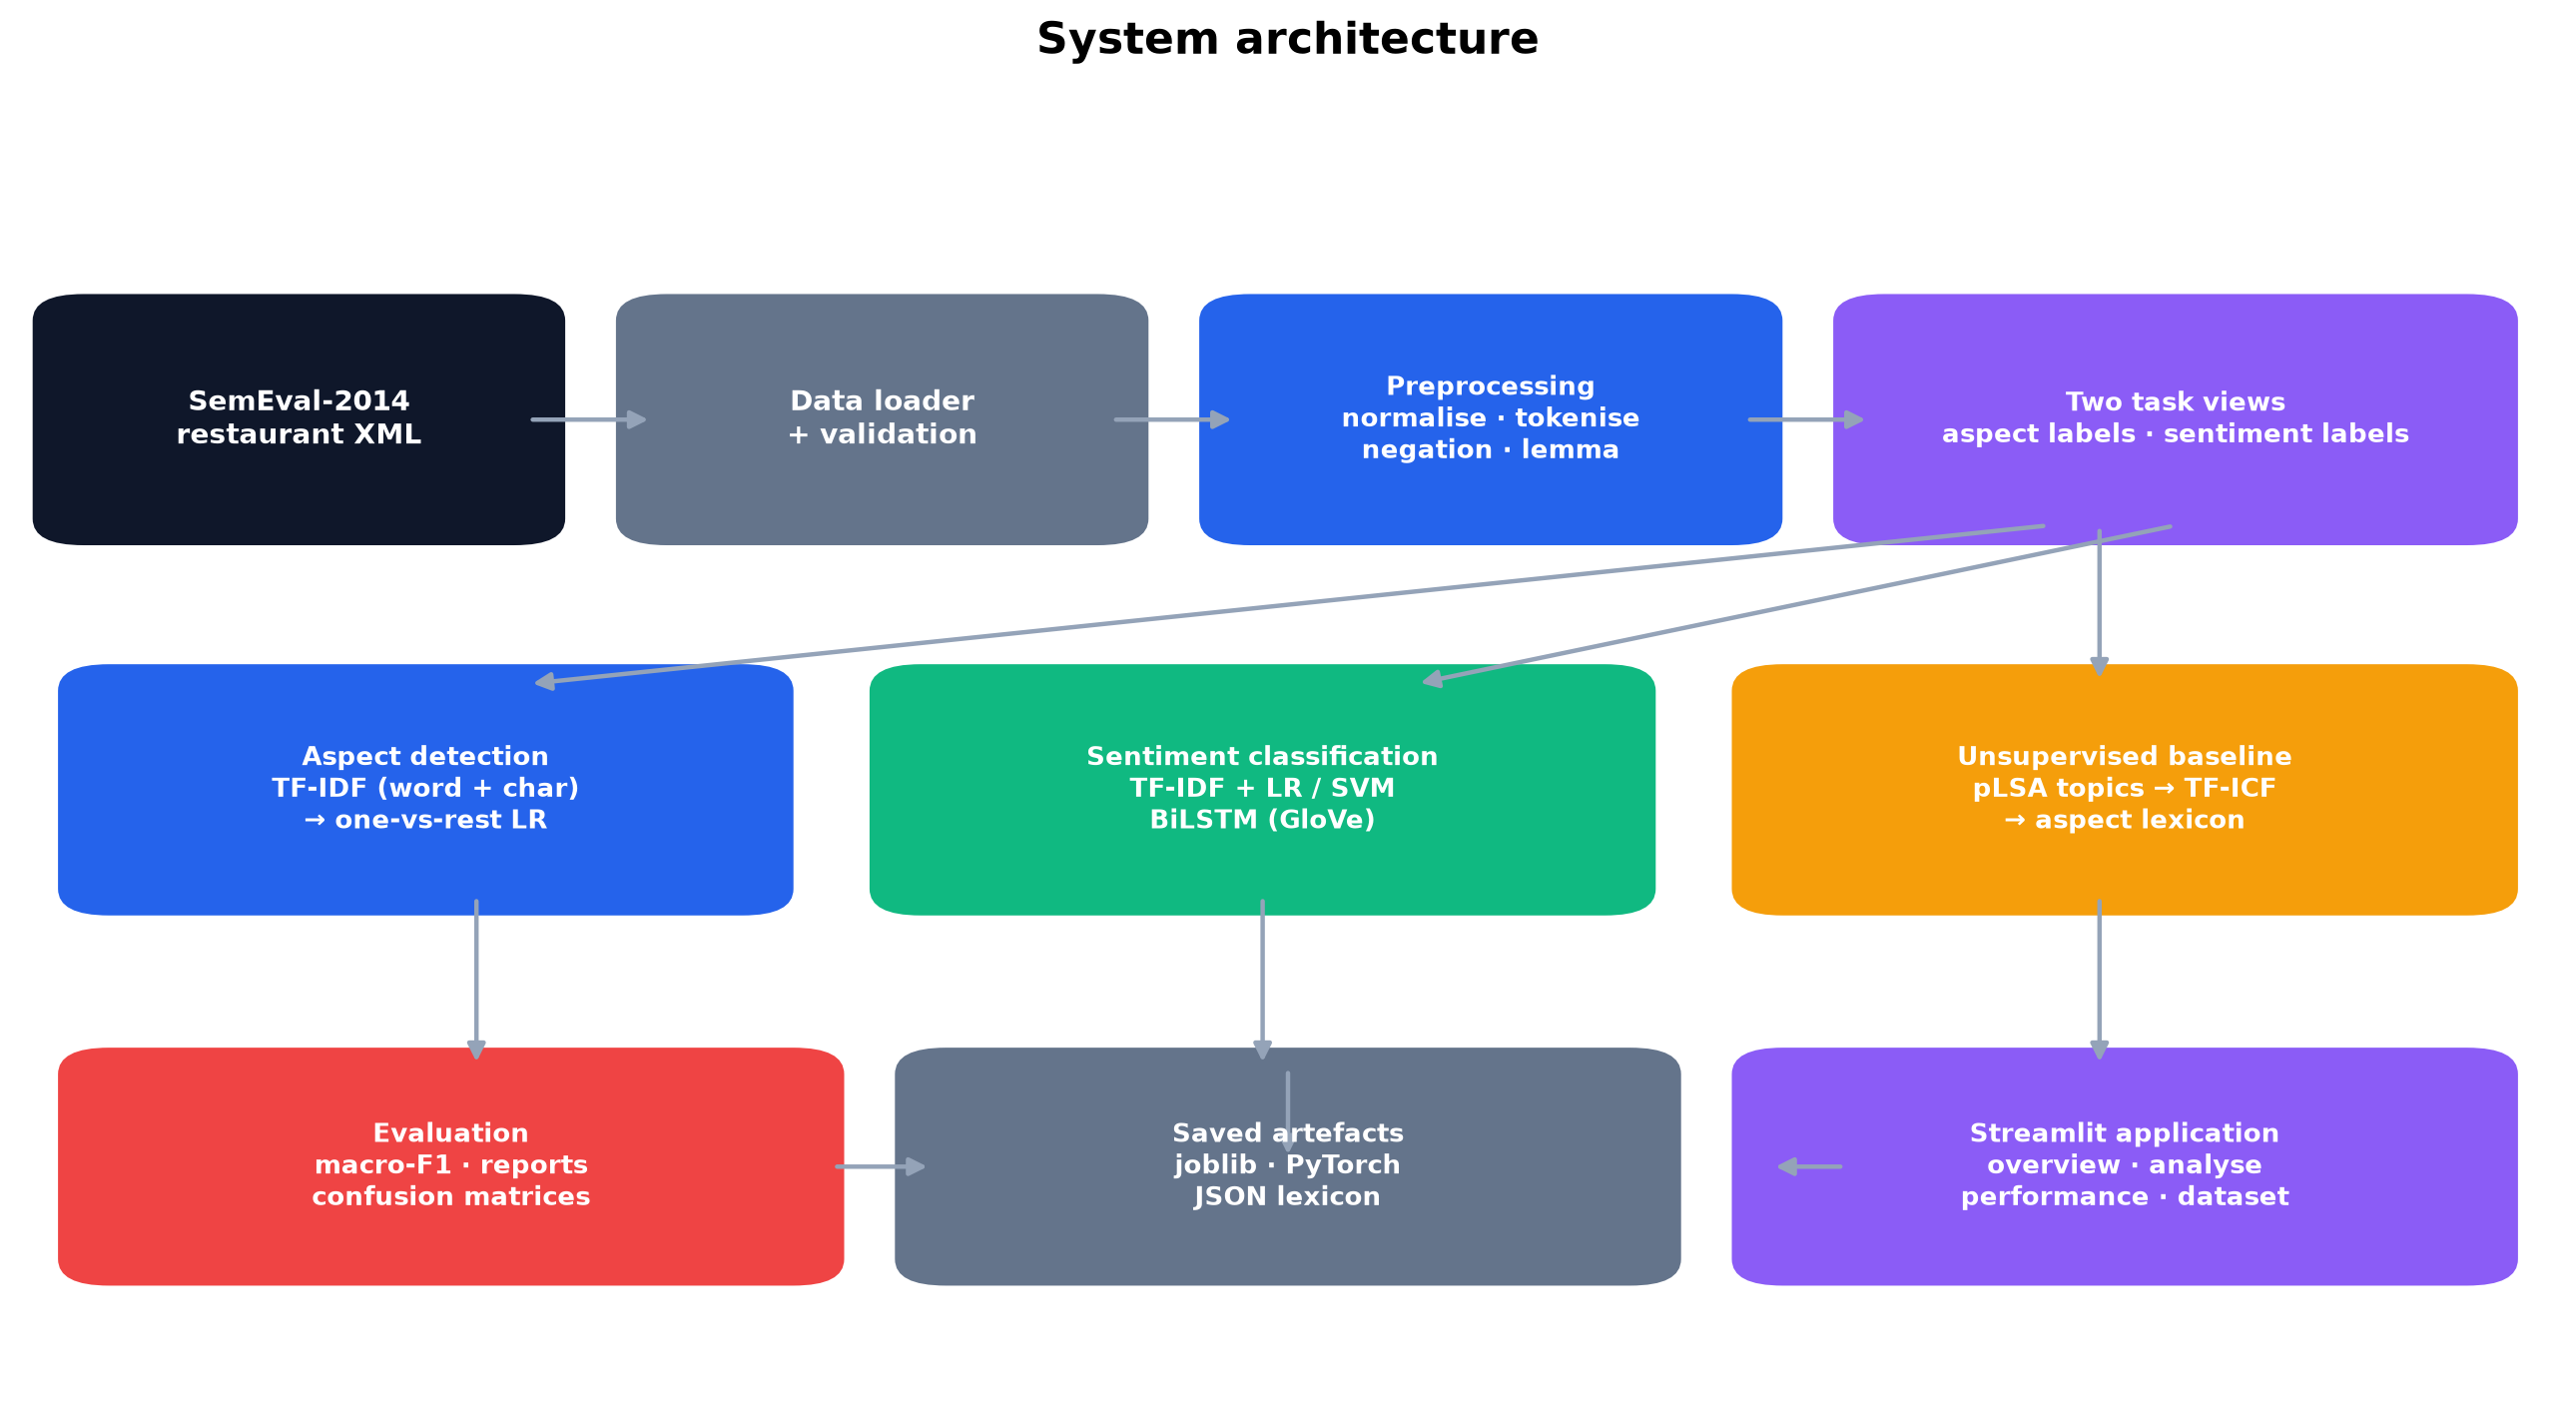 System architecture
SemEval-2014
restaurant XML
Data loader
+ validation
Preprocessing
normalise · tokenise
negation · lemma
Two task views
aspect labels · sentiment labels
Aspect detection
TF-IDF (word + char)
→ one-vs-rest LR
Sentiment classification
TF-IDF + LR / SVM
BiLSTM (GloVe)
Unsupervised baseline
pLSA topics → TF-ICF
→ aspect lexicon
Evaluation
macro-F1 · reports
confusion matrices
Saved artefacts
joblib · PyTorch
JSON lexicon
Streamlit application
overview · analyse
performance · dataset